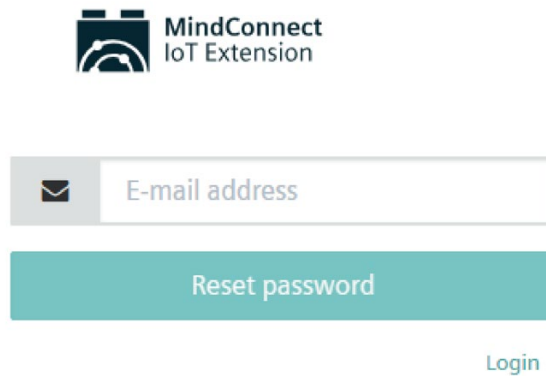 MindConnect
IoT Extension
E-mail address
Reset password
Login